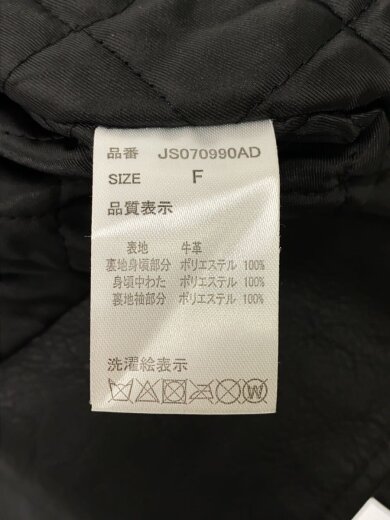 品番 JS070990AD
SIZE F
品質表示
表地 牛革
裏地身頃部分 ポリエステル 100%
身頃中わた ポリエステル 100%
裏地袖部分 ポリエステル 100%
洗濯絵表示